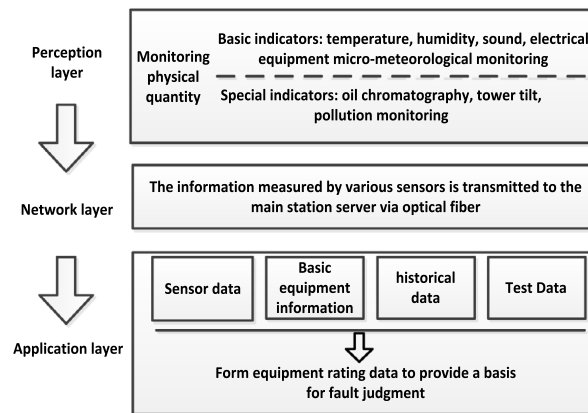 Perception
layer
Monitoring
physical
quantity
Basic indicators: temperature, humidity, sound, electrical
equipment micro-meteorological monitoring
Special indicators: oil chromatography, tower tilt,
pollution monitoring
Network layer
The information measured by various sensors is transmitted to the
main station server via optical fiber
Application layer
Sensor data
Basic
equipment
information
historical
data
Test Data
Form equipment rating data to provide a basis
for fault judgment